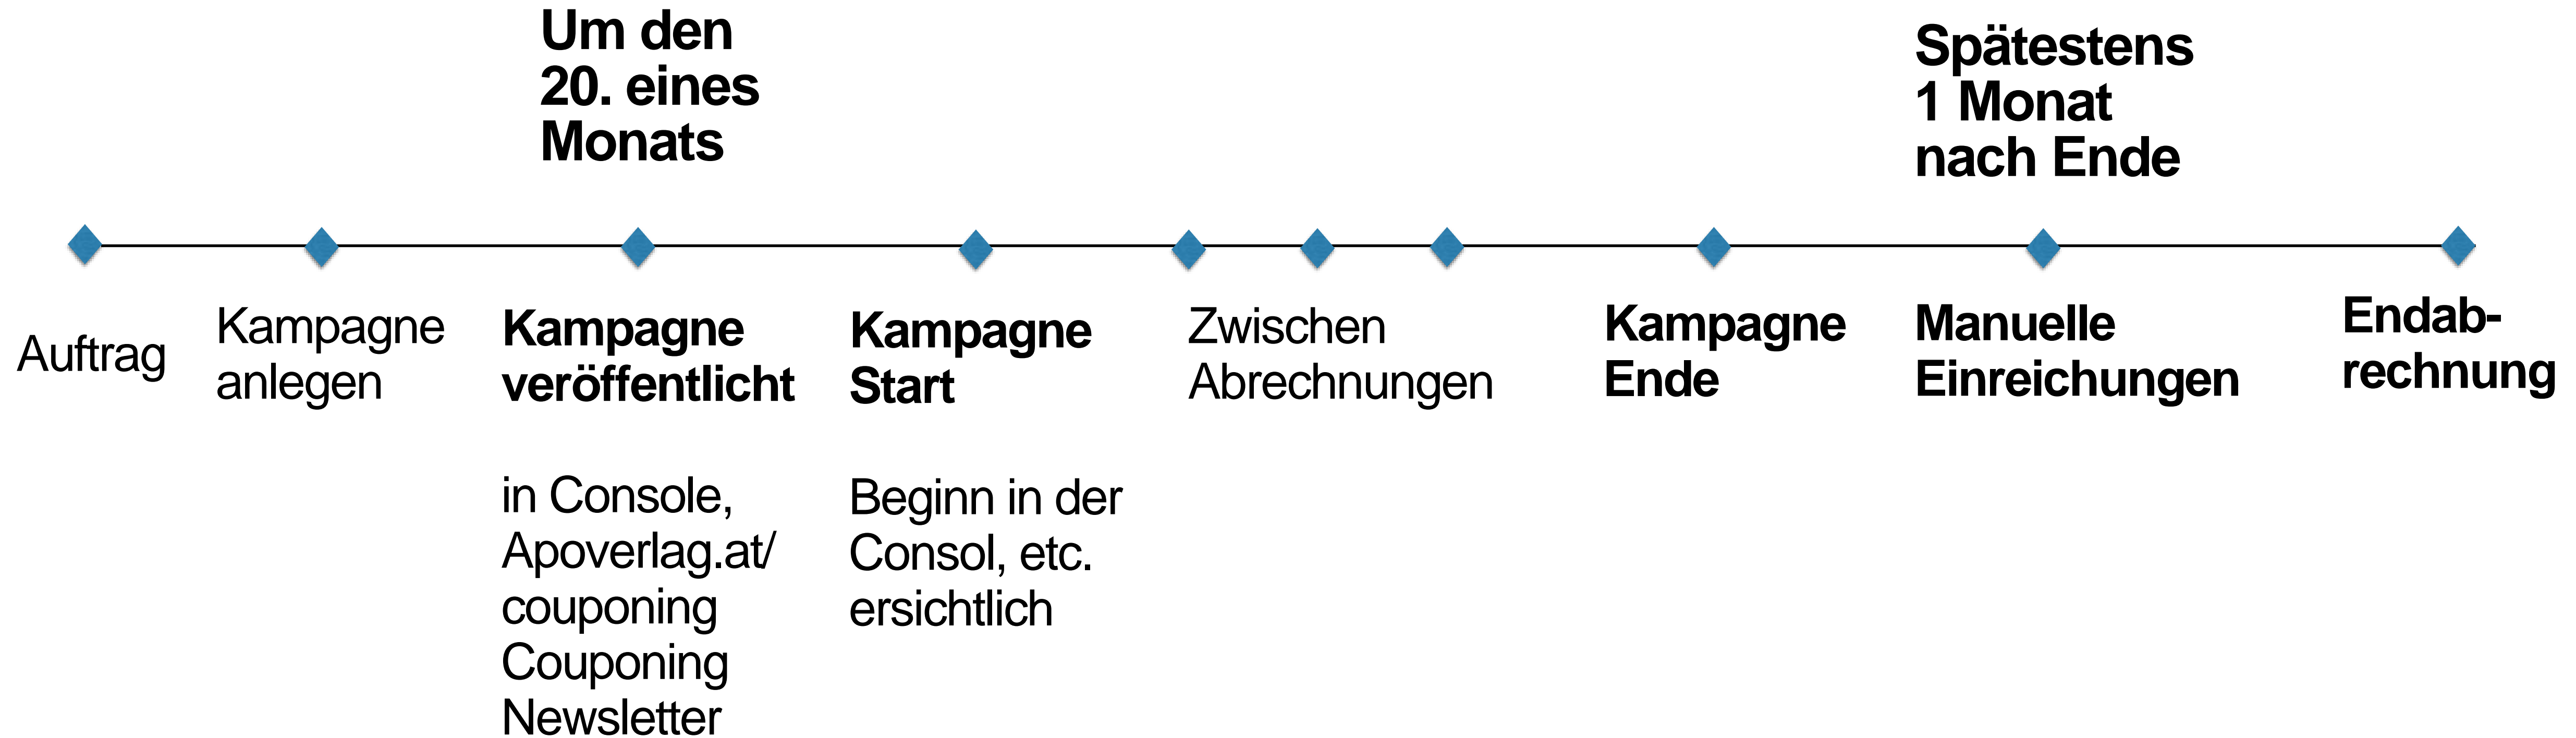 Um den
20. eines
Monats
Spätestens
1 Monat
nach Ende
Auftrag
Kampagne
anlegen
Kampagne
veröffentlicht
in Console,
Apoverlag.at/
couponing
Couponing
Newsletter
Kampagne
Start
Beginn in der
Consol, etc.
ersichtlich
Zwischen
Abrechnungen
Kampagne
Ende
Manuelle
Einreichungen
Endab-
rechnung